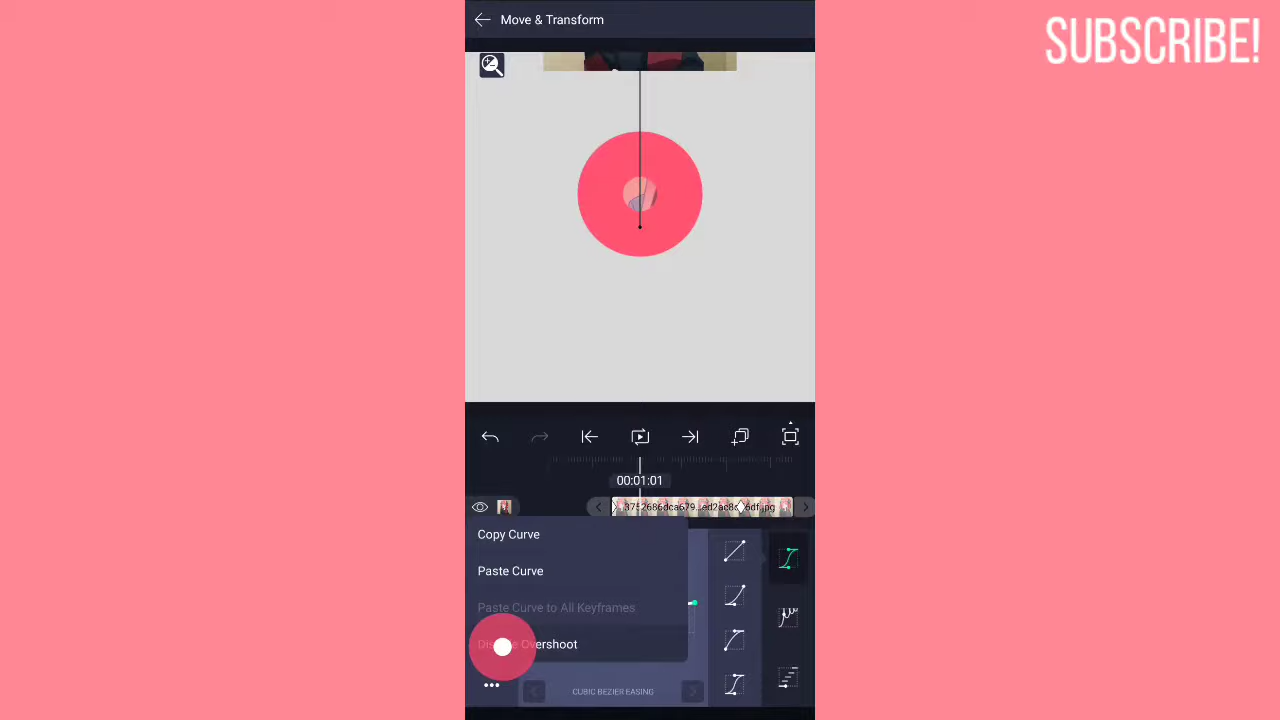 Move & Transform
SUBSCRIBE!
00:01:01
Copy Curve
Paste Curve
Paste Curve to All Keyframes
Overshoot
CUBIC BEZIER EASING